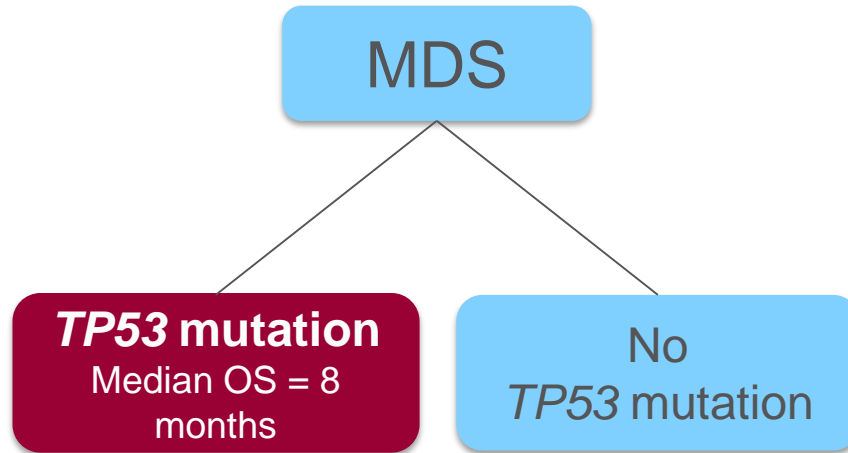 MDS
TP53 mutation
Median OS = 8
months
No
TP53 mutation